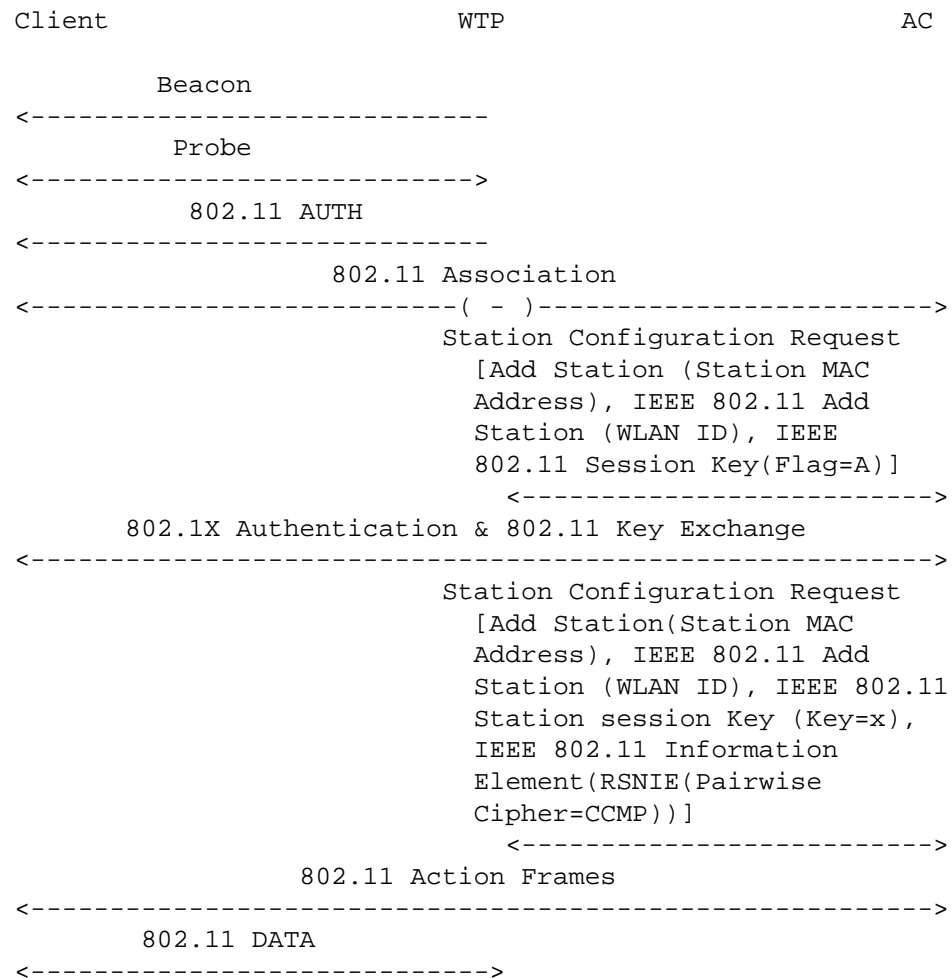 Client WTP AC
Beacon
<-----------------------------
Probe
<---------------------------->
802.11 AUTH
<-----------------------------
802.11 Association
<---------------------------( - )------------------------->
Station Configuration Request
[Add Station (Station MAC
Address), IEEE 802.11 Add
Station (WLAN ID), IEEE
802.11 Session Key(Flag=A)]
<-------------------------->
802.1X Authentication & 802.11 Key Exchange
<--------------------------------------------------------->
Station Configuration Request
[Add Station(Station MAC
Address), IEEE 802.11 Add
Station (WLAN ID), IEEE 802.11
Station session Key (Key=x),
IEEE 802.11 Information
Element(RSNIE(Pairwise
Cipher=CCMP))]
<-------------------------->
802.11 Action Frames
<--------------------------------------------------------->
802.11 DATA
<----------------------------->